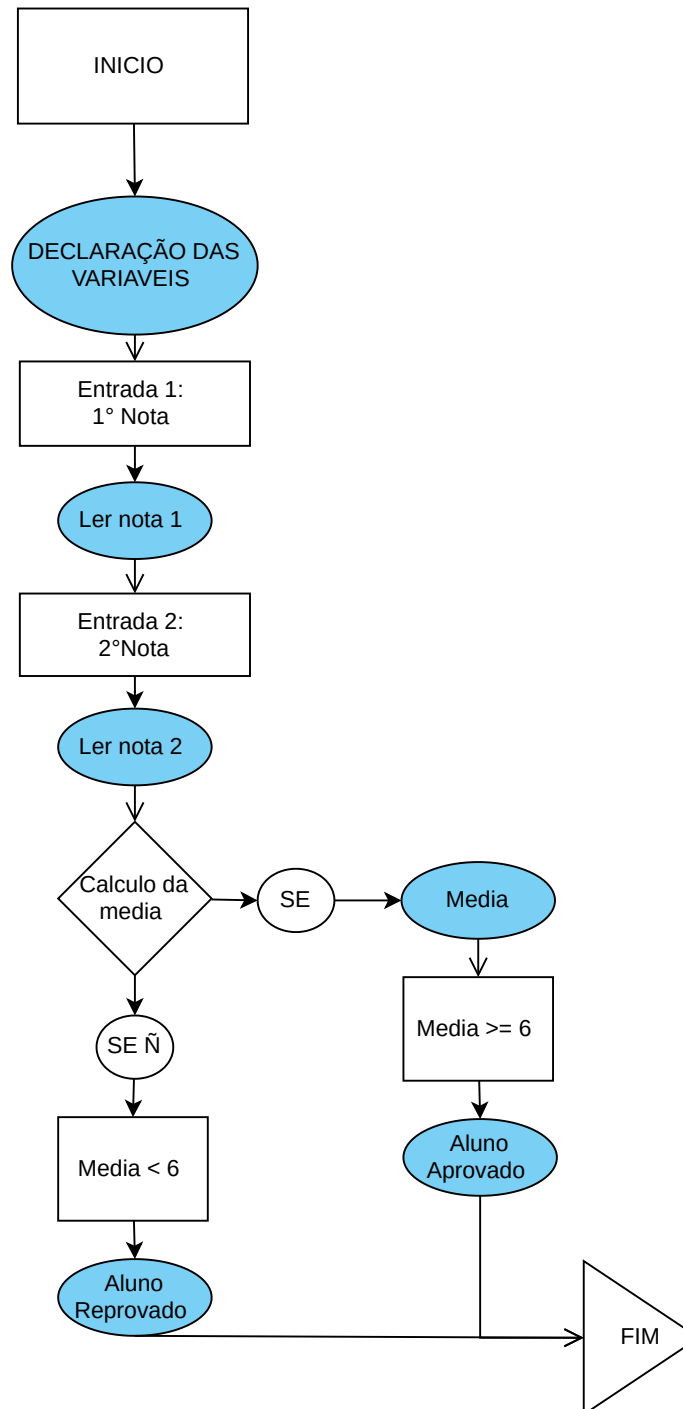 INICIO
DECLARAÇÃO DAS
VARIAVEIS
Entrada 1:
1° Nota
Ler nota 1
Entrada 2:
2°Nota
Ler nota 2
Calculo da
media
SE
Media
Media >= 6
Aluno
Aprovado
SE Ñ
Media < 6
Aluno
Reprovado
FIM